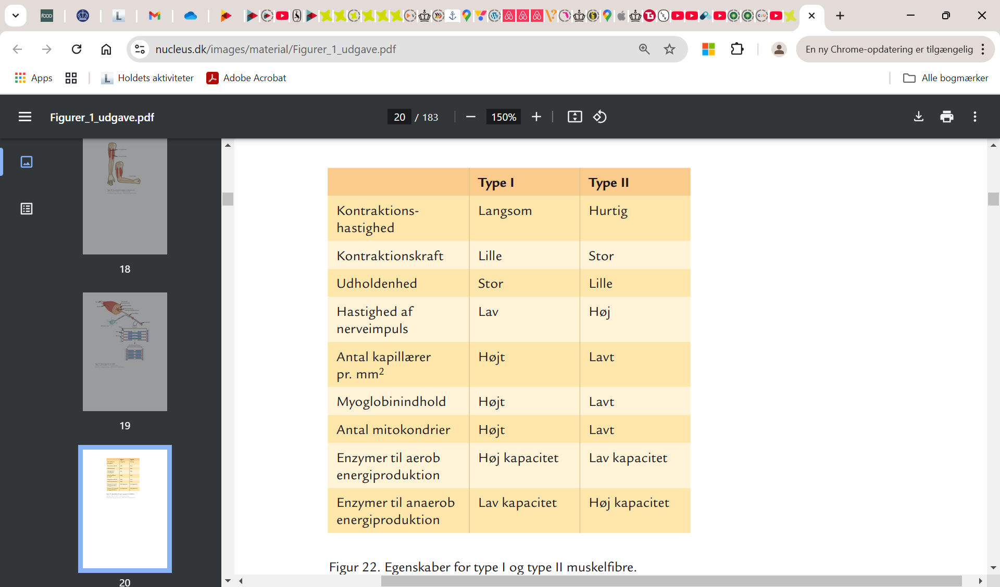 nucleus.dk/images/material/Figurer_1_udgave.pdf
En ny Chrome-opdatering er tilgængelig
Apps
Holdets aktiviteter
Adobe Acrobat
Alle bogmærker
Figurer_1_udgave.pdf
20 / 183
150%
18
19
20
Type I Type II
Kontraktions-
hastighed
Langsom Hurtig
Kontraktionskraft Lille Stor
Udholdenhed Stor Lille
Hastighed af
nerveimpuls
Lav Høj
Antal kapillærer
pr. mm²
Højt Lavt
Myoglobinindhold Højt Lavt
Antal mitokondrier Højt Lavt
Enzymer til aerob
energiproduktion
Høj kapacitet Lav kapacitet
Enzymer til anaerob
energiproduktion
Lav kapacitet Høj kapacitet
Figur 22. Egenskaber for type I og type II muskelfibre.